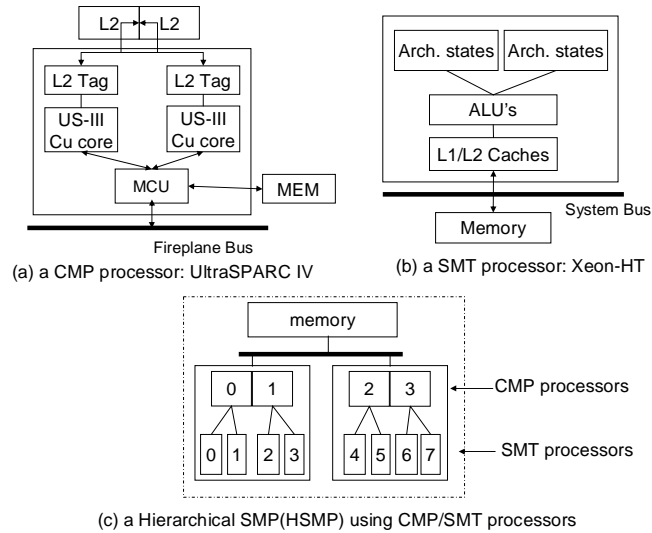 L2 L2
L2 Tag L2 Tag
US-III
Cu core
US-III
Cu core
MCU
MEM
Fireplane Bus
(a) a CMP processor: UltraSPARC IV
Arch. states Arch. states
ALU's
L1/L2 Caches
System Bus
Memory
(b) a SMT processor: Xeon-HT
memory
0 1 2 3
CMP processors
0 1 2 3 4 5 6 7
SMT processors
(c) a Hierarchical SMP(HSMP) using CMP/SMT processors